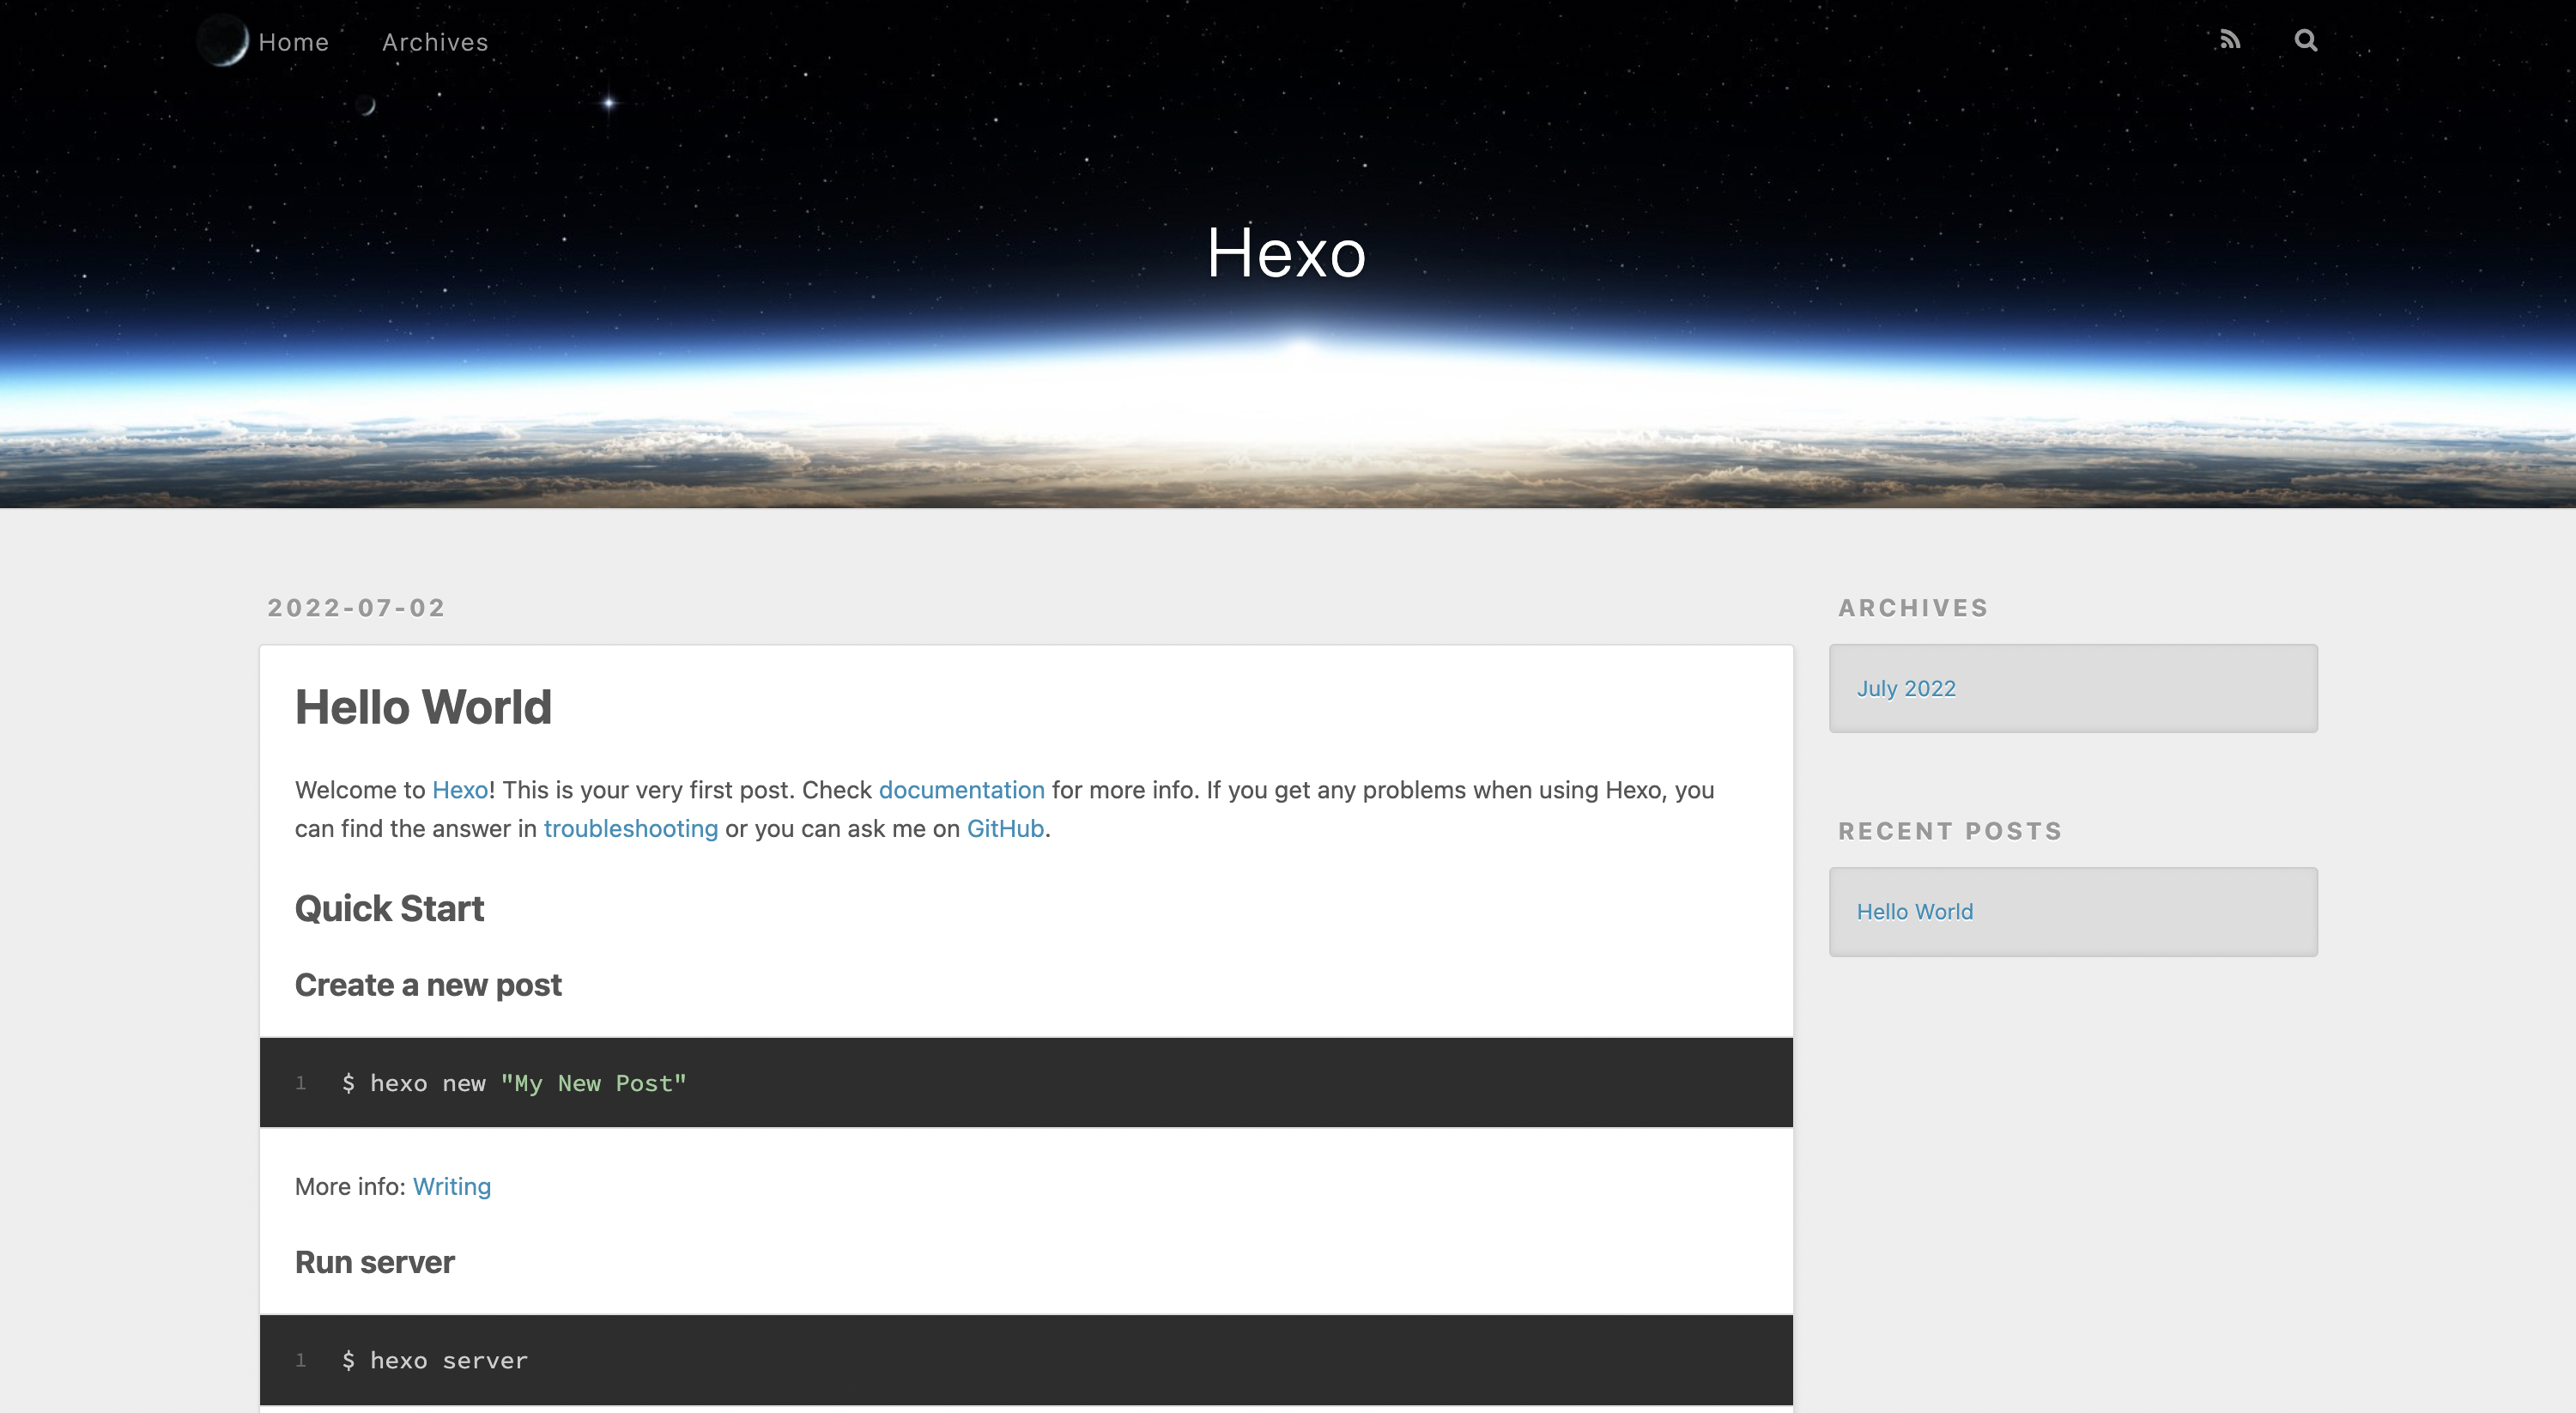 Home Archives
Hexo
2022-07-02
Hello World
Welcome to Hexo! This is your very first post. Check documentation for more info. If you get any problems when using Hexo, you
can find the answer in troubleshooting or you can ask me on GitHub.
Quick Start
Create a new post
1 $ hexo new "My New Post"
More info: Writing
Run server
1 $ hexo server
ARCHIVES
July 2022
RECENT POSTS
Hello World